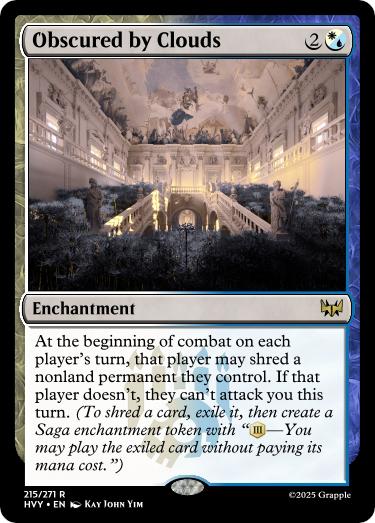 Obscured by Clouds 2
Enchantment
At the beginning of combat on each
player's turn, that player may shred a
nonland permanent they control. If that
player doesn't, they can't attack you this
turn. (To shred a card, exile it, then create a
Saga enchantment token with “III—You
may play the exiled card without paying its
mana cost.”)
215/271 R
HVY • EN Kay John Yim
©2025 Grapple